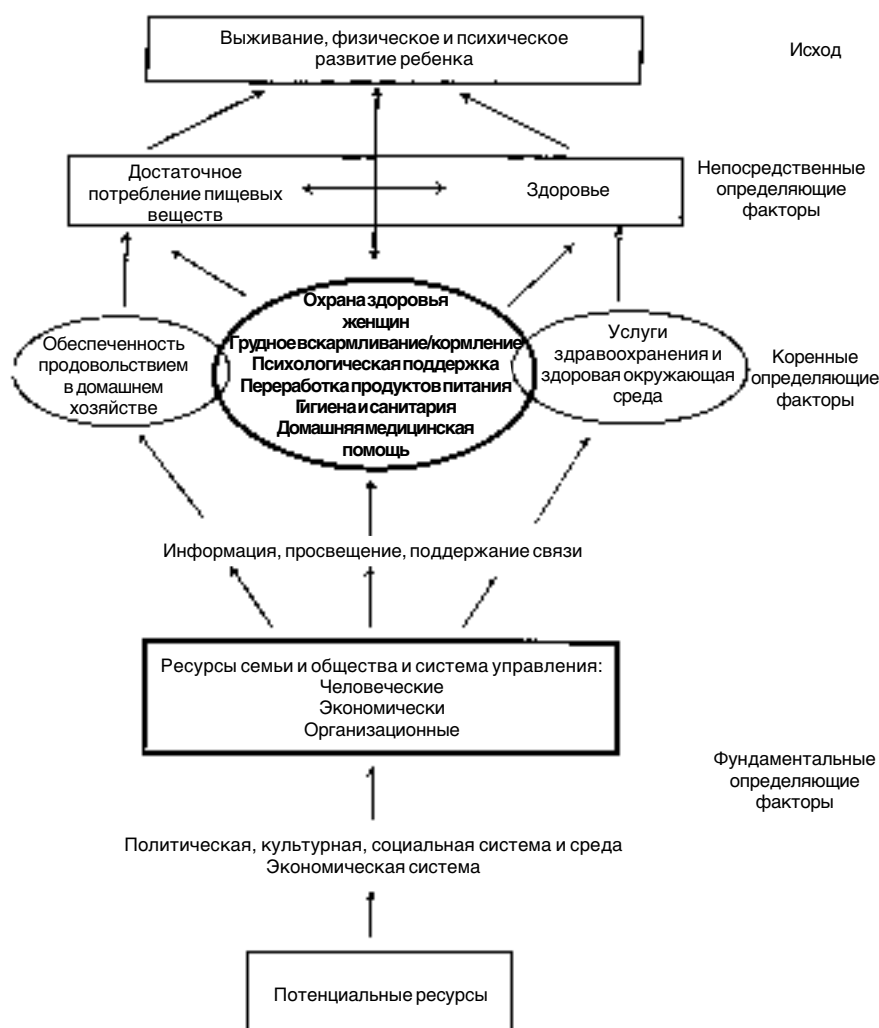 Выживание, физическое и психическое
развитие ребенка
Исход
Достаточное
потребление пищевых
веществ
Здоровье
Непосредственные
определяющие
факторы
Обеспеченность
продовольствием
в домашнем
хозяйстве
Охрана здоровья
женщин
Грудное вскармливание/кормление
Психологическая поддержка
Переработка продуктов питания
Гигиена и санитария
Домашняя медицинская
помощь
Услуги
здравоохранения и
здоровая окружающая
среда
Коренные
определяющие
факторы
Информация, просвещение, поддержание связи
Ресурсы семьи и общества и система управления:
Человеческие
Экономически
Организационные
Фундаментальные
определяющие
факторы
Политическая, культурная, социальная система и среда
Экономическая система
Потенциальные ресурсы